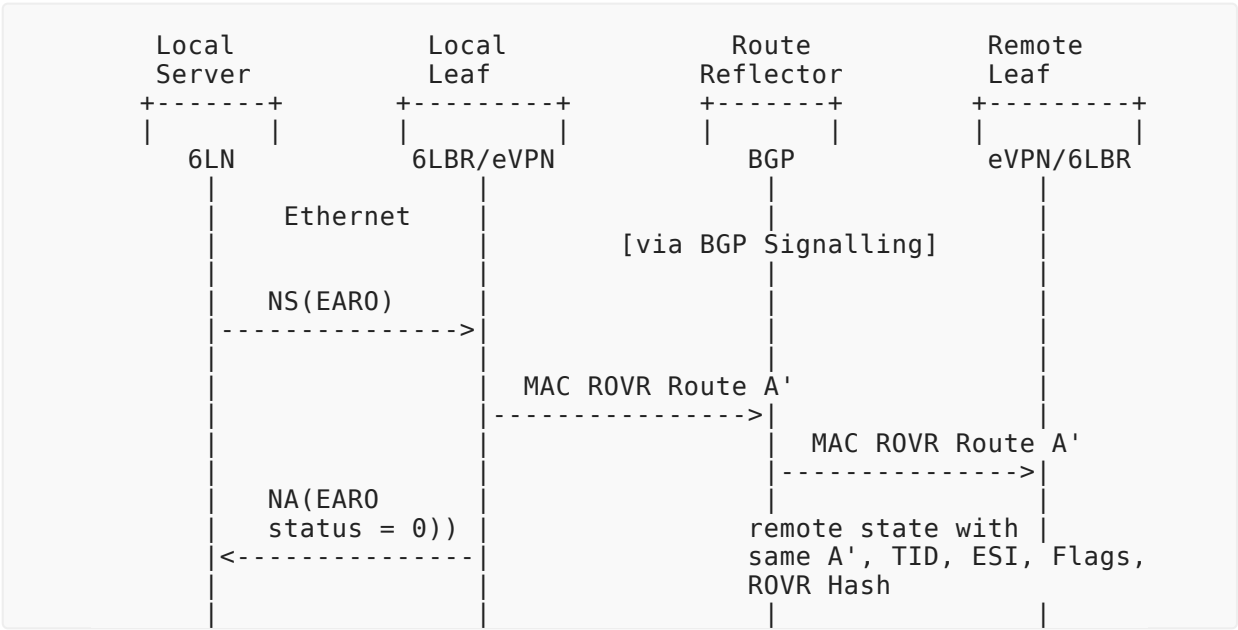 Local Local Route Remote
Server Leaf Reflector Leaf
+-------+ +---------+ +-------+ +---------+
| | | | | | | |
6LN 6LBR/eVPN BGP eVPN/6LBR
Ethernet
[via BGP Signalling]
NS(EARO)
--------------->
MAC ROVR Route A'
---------------->
MAC ROVR Route A'
--------------->
NA(EARO
status = 0)) remote state with
<--------------- same A', TID, ESI, Flags,
ROVR Hash